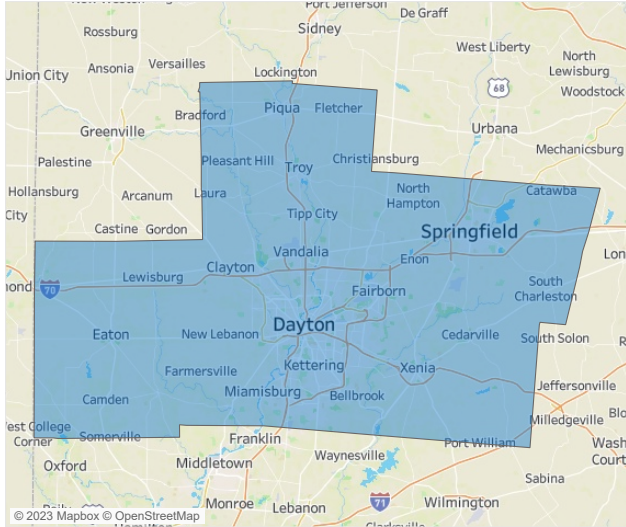 Port Jefferson
De Graff
Rossburg
Sidney
Ansonia
Versailles
West Liberty
North
Lewisburg
Union City
Lockington
68
Woodstock
Bradford
Piqua
Fletcher
Greenville
Urbana
Mechanicsburg
Palestine
Pleasant Hill
Troy
Christiansburg
Hollansburg
Arcanum
Laura
North
Hampton
Catawba
City
Tipp City
Castine
Gordon
Springfield
Vandalia
Enon
Clayton
Lewisburg
70
Fairborn
South
Charleston
Dayton
Eaton
New Lebanon
Cedarville
South Solon
Kettering
Xenia
Farmersville
Miamisburg
Bellbrook
Jeffersonville
Camden
Milledgeville
West College
Corner
Somerville
Franklin
Port William
Oxford
Middletown
Waynesville
Sabina
Monroe
Lebanon
71
Wilmington
© 2023 Mapbox © OpenStreetMap